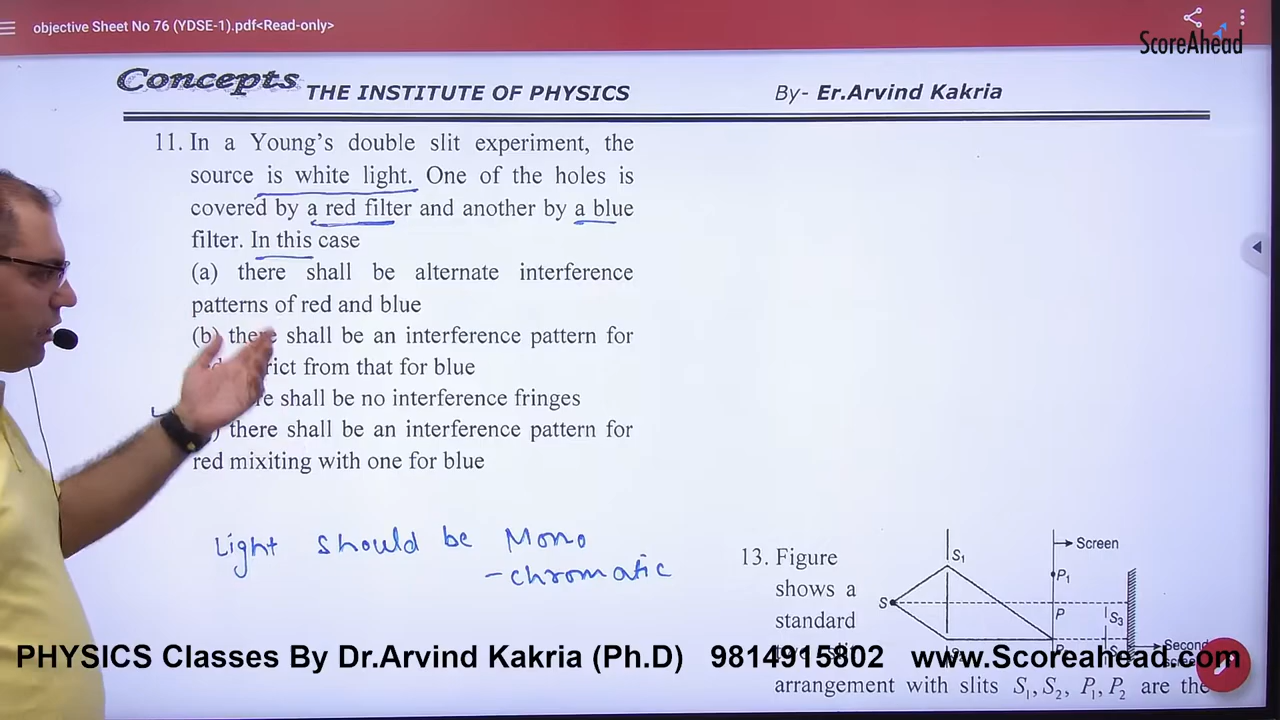 objective Sheet No 76 (YDSE-1).pdf<Read-only>
ScoreAhead
Concepts THE INSTITUTE OF PHYSICS By- Er.Arvind Kakria
11. In a Young's double slit experiment, the
source is white light. One of the holes is
covered by a red filter and another by a blue
filter. In this case
(a) there shall be alternate interference
patterns of red and blue
(b) there shall be an interference pattern for
from that for blue
shall be no interference fringes
there shall be an interference pattern for
red mixiting with one for blue
Light should be Mono
-chromatic
13. Figure
shows a
standard
arrangement with slits S₁, S₂, P₁, P₂ are the
S₁
Screen
P₁
S
P
S₃
S₂
PHYSICS Classes By Dr.Arvind Kakria (Ph.D) 9814915802 www.Scoreahead.com